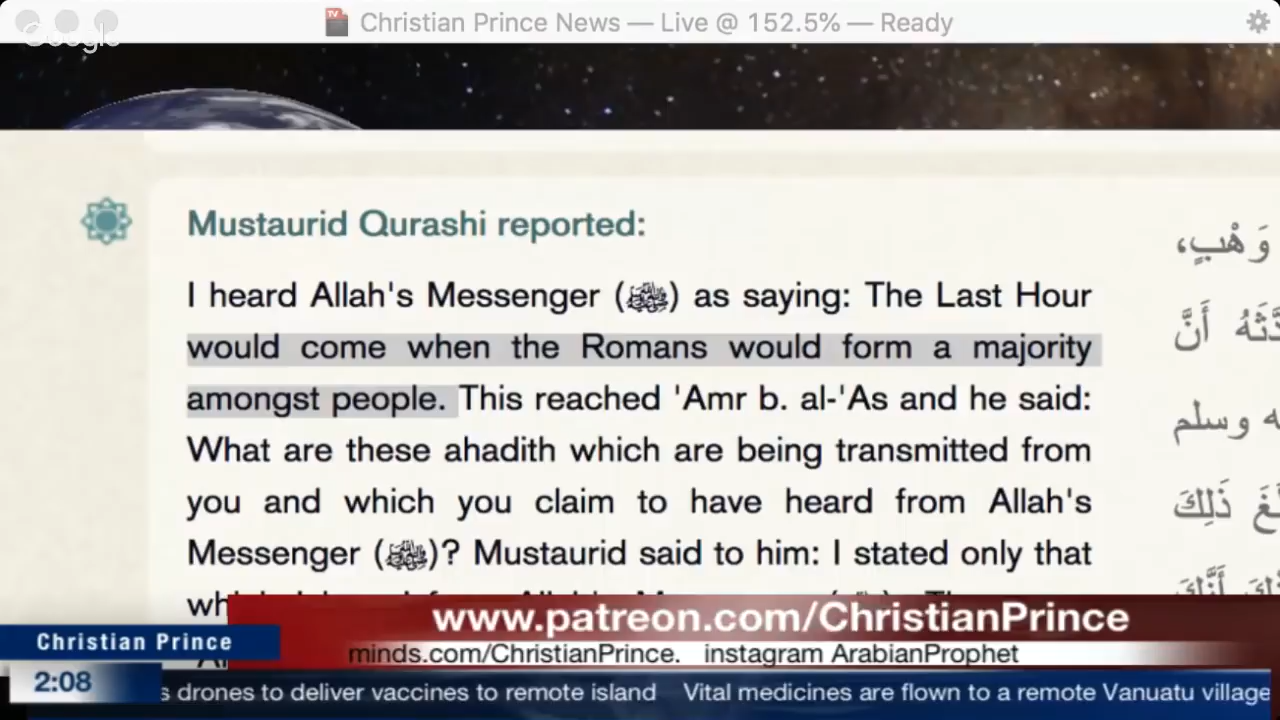 Christian Prince News — Live @ 152.5% — Ready
Google
Mustaurid Qurashi reported:
I heard Allah's Messenger (ﷺ) as saying: The Last Hour
would come when the Romans would form a majority
amongst people. This reached 'Amr b. al-'As and he said:
What are these ahadith which are being transmitted from
you and which you claim to have heard from Allah's
Messenger (ﷺ)? Mustaurid said to him: I stated only that
وَهْبٍ،
أَنَّ
وسلم
ذَلِكَ
أَنَّكَ
www.patreon.com/ChristianPrince
Christian Prince
minds.com/ChristianPrince. instagram ArabianProphet
2:08
s drones to deliver vaccines to remote island Vital medicines are flown to a remote Vanuatu village